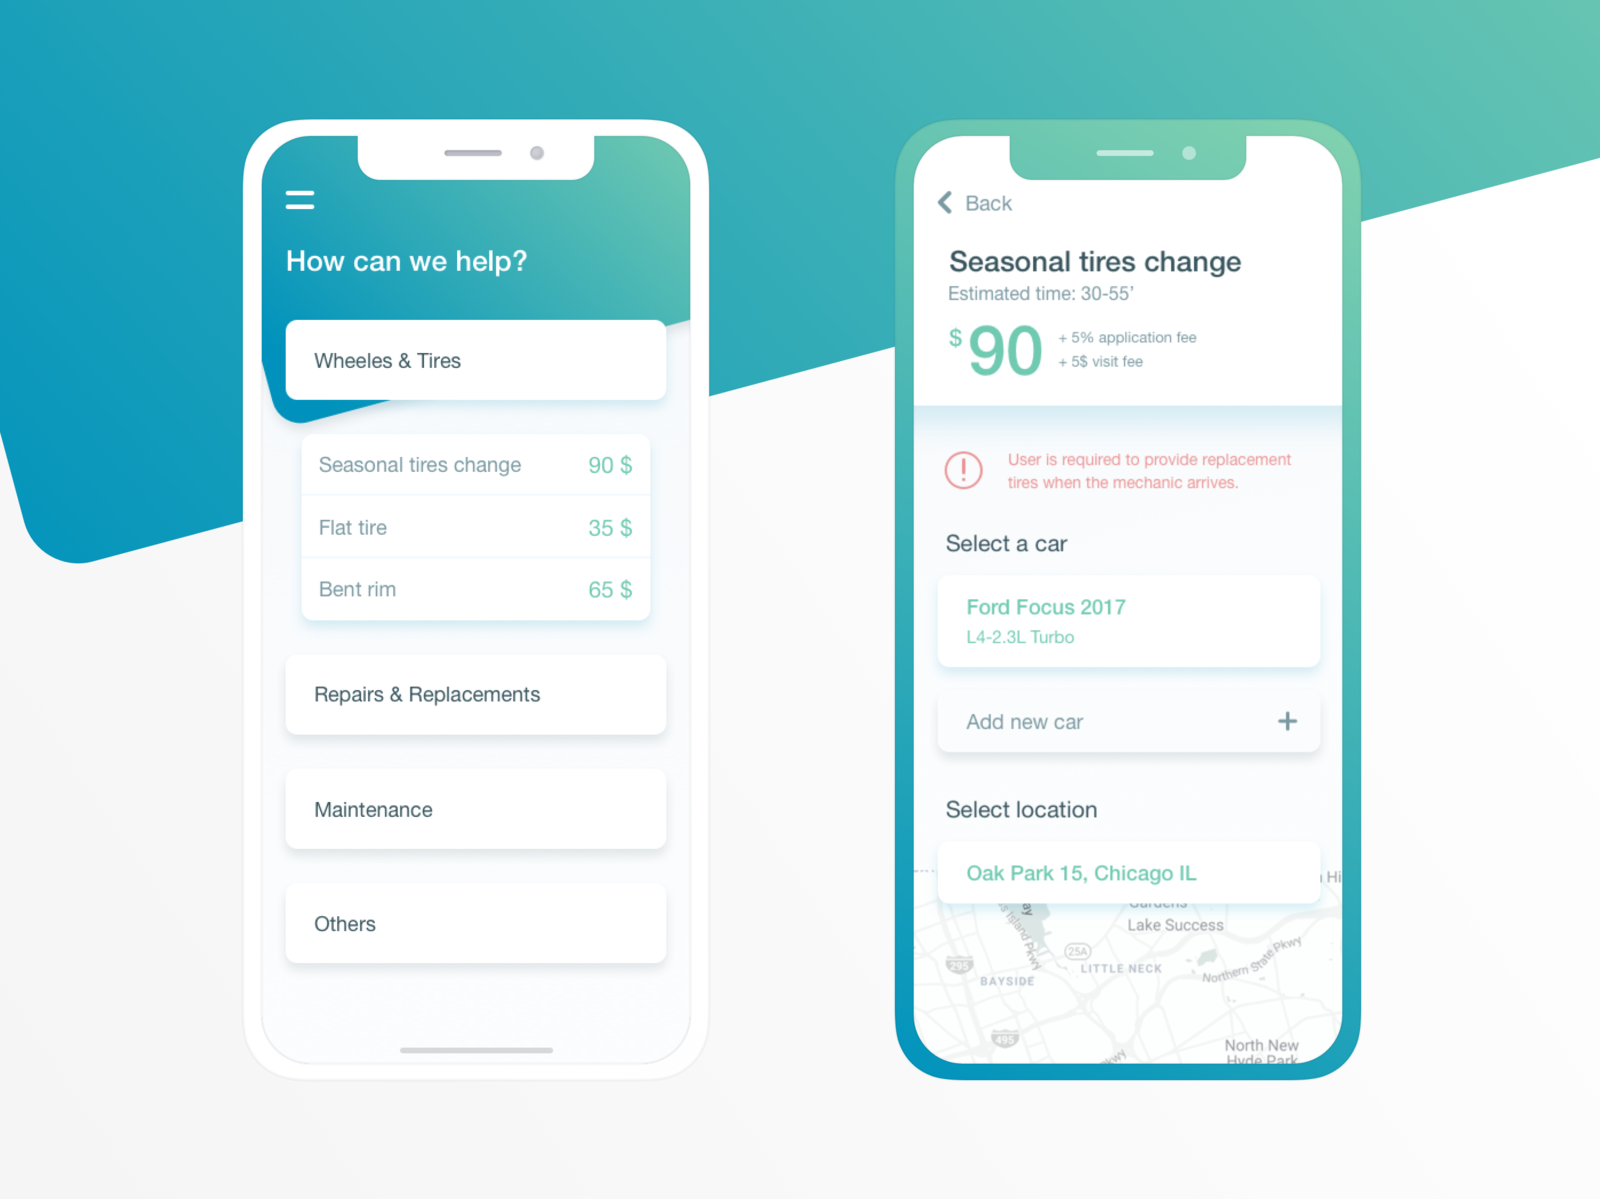 How can we help?
Wheeles & Tires
Seasonal tires change 90 $
Flat tire 35 $
Bent rim 65 $
Repairs & Replacements
Maintenance
Others
Back
Seasonal tires change
Estimated time: 30-55’
$90
+ 5% application fee
+ 5$ visit fee
User is required to provide replacement
tires when the mechanic arrives.
Select a car
Ford Focus 2017
L4-2.3L Turbo
Add new car +
Select location
Oak Park 15, Chicago IL
Hi
Gardens
Lake Success
Island Pkwy
25A
LITTLE NECK
295
BAYSIDE
Northern State Pkwy
495
North New
Hyde Park